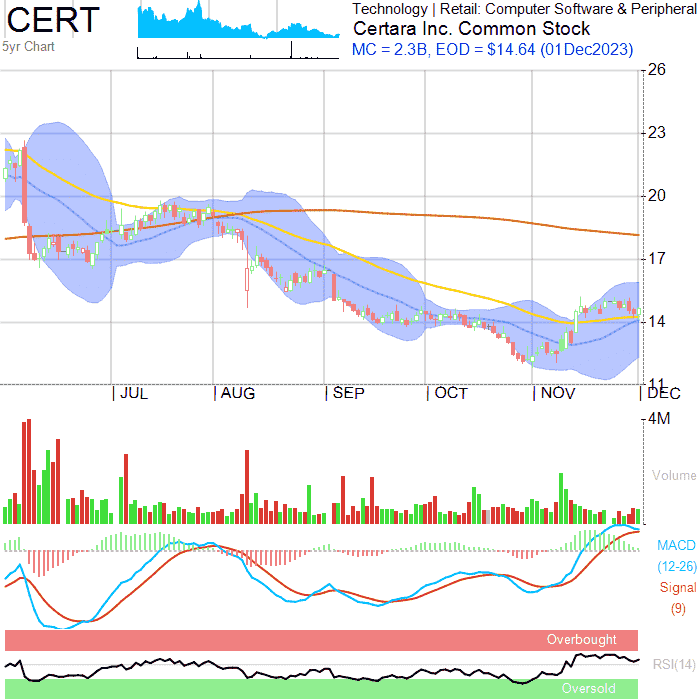 CERT
5yr Chart
Technology | Retail: Computer Software & Peripheral
Certara Inc. Common Stock
MC = 2.3B, EOD = $14.64 (01Dec2023)
26
23
20
17
14
11
JUL
AUG
SEP
OCT
NOV
DEC
4M
Volume
MACD
(12-26)
Signal
(9)
Overbought
RSI(14)
Oversold